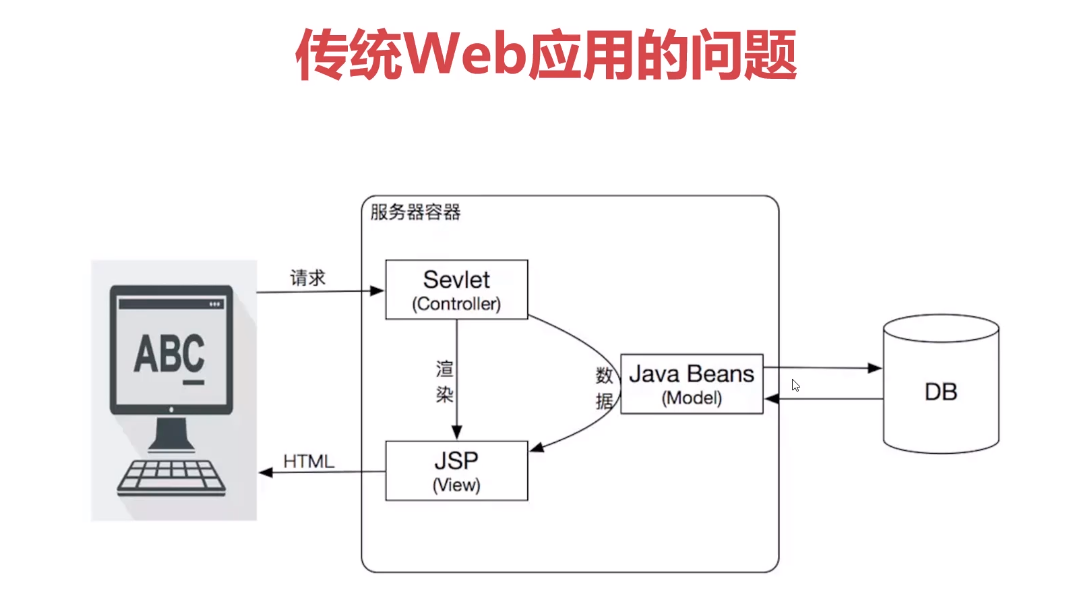 传统Web应用的问题
服务器容器
请求
Sevlet
(Controller)
ABC
渲染
数据
Java Beans
(Model)
DB
HTML
JSP
(View)